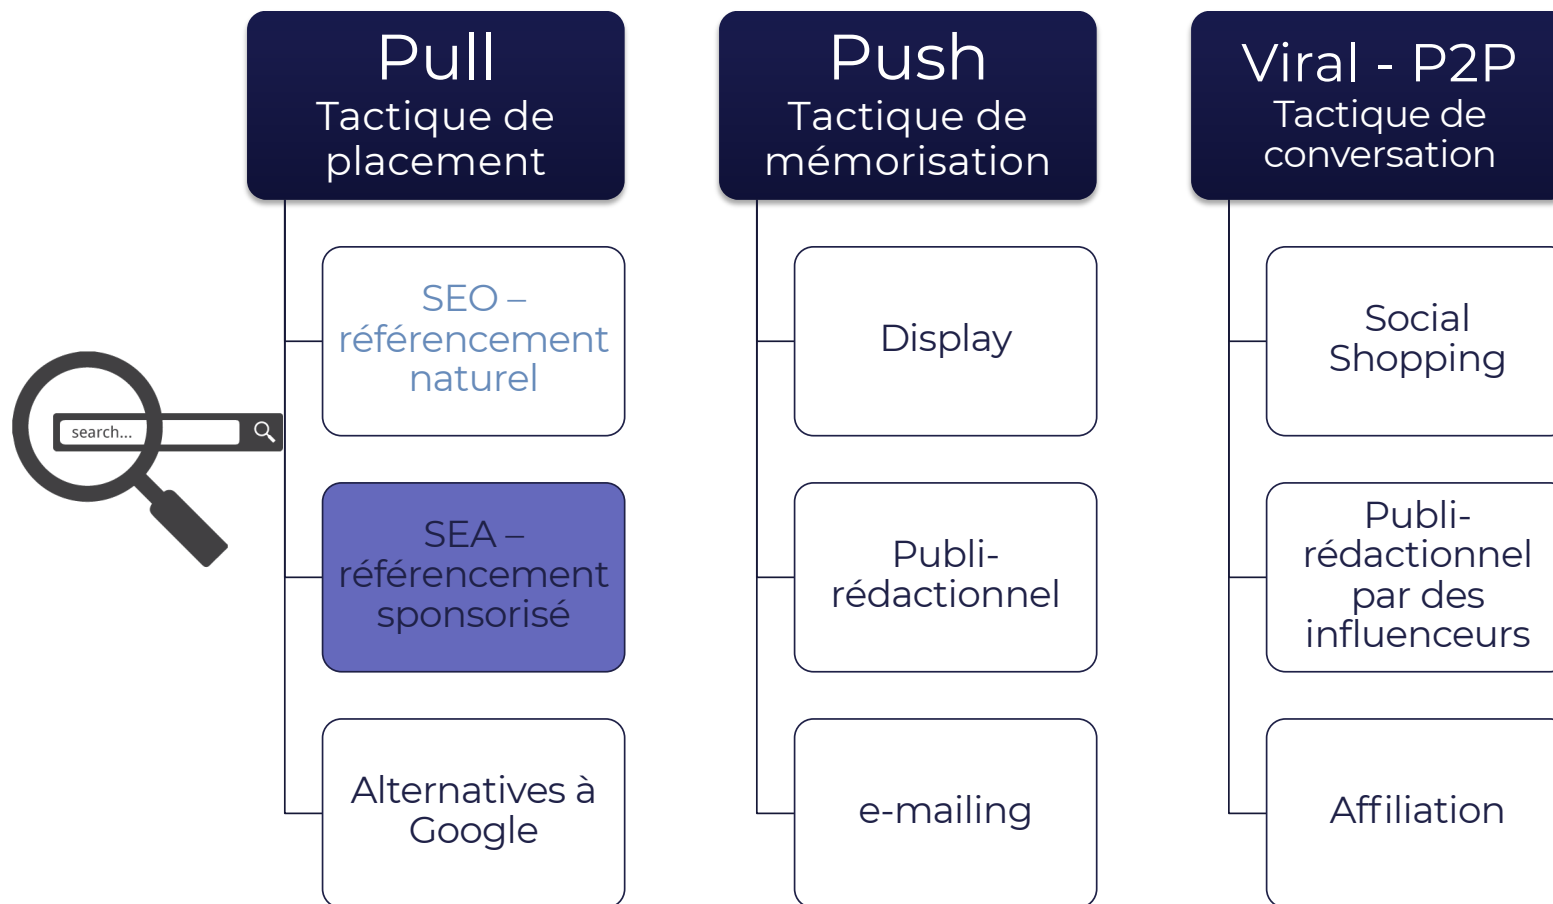 Pull
Tactique de
placement
SEO –
référencement
naturel
search...
SEA –
référencement
sponsorisé
Alternatives à
Google
Push
Tactique de
mémorisation
Display
Publi-
rédactionnel
e-mailing
Viral - P2P
Tactique de
conversation
Social
Shopping
Publi-
rédactionnel
par des
influenceurs
Affiliation